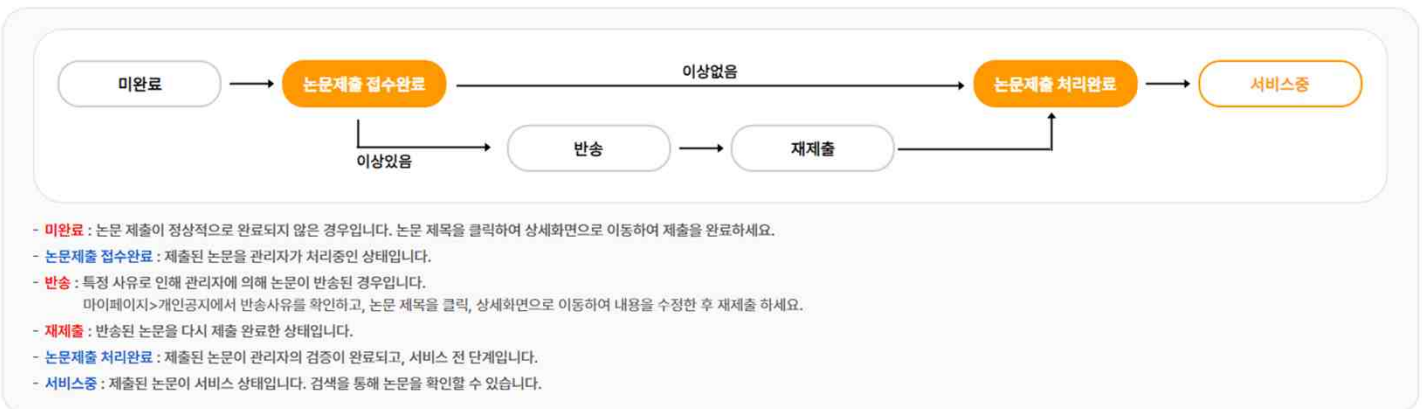 미완료
논문제출 접수완료
이상없음
논문제출 처리완료
서비스중
이상있음
반송
재제출
- 미완료 : 논문 제출이 정상적으로 완료되지 않은 경우입니다. 논문 제목을 클릭하여 상세화면으로 이동하여 제출을 완료하세요.
- 논문제출 접수완료 : 제출된 논문을 관리자가 처리중인 상태입니다.
- 반송 : 특정 사유로 인해 관리자에 의해 논문이 반송된 경우입니다.
마이페이지>개인공지에서 반송사유를 확인하고, 논문 제목을 클릭, 상세화면으로 이동하여 내용을 수정한 후 재제출 하세요.
- 재제출 : 반송된 논문을 다시 제출 완료한 상태입니다.
- 논문제출 처리완료 : 제출된 논문이 관리자의 검증이 완료되고, 서비스 전 단계입니다.
- 서비스중 : 제출된 논문이 서비스 상태입니다. 검색을 통해 논문을 확인할 수 있습니다.